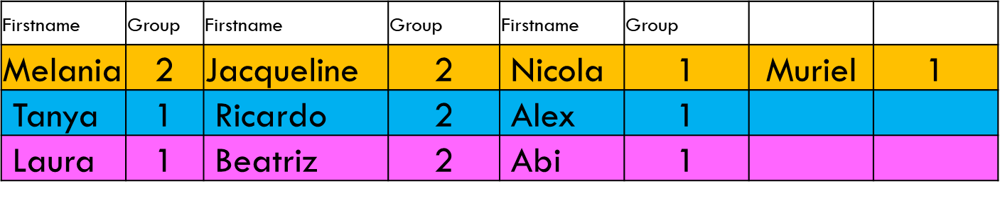 Firstname Group Firstname Group Firstname Group
Melania 2 Jacqueline 2 Nicola 1 Muriel 1
Tanya 1 Ricardo 2 Alex 1
Laura 1 Beatriz 2 Abi 1